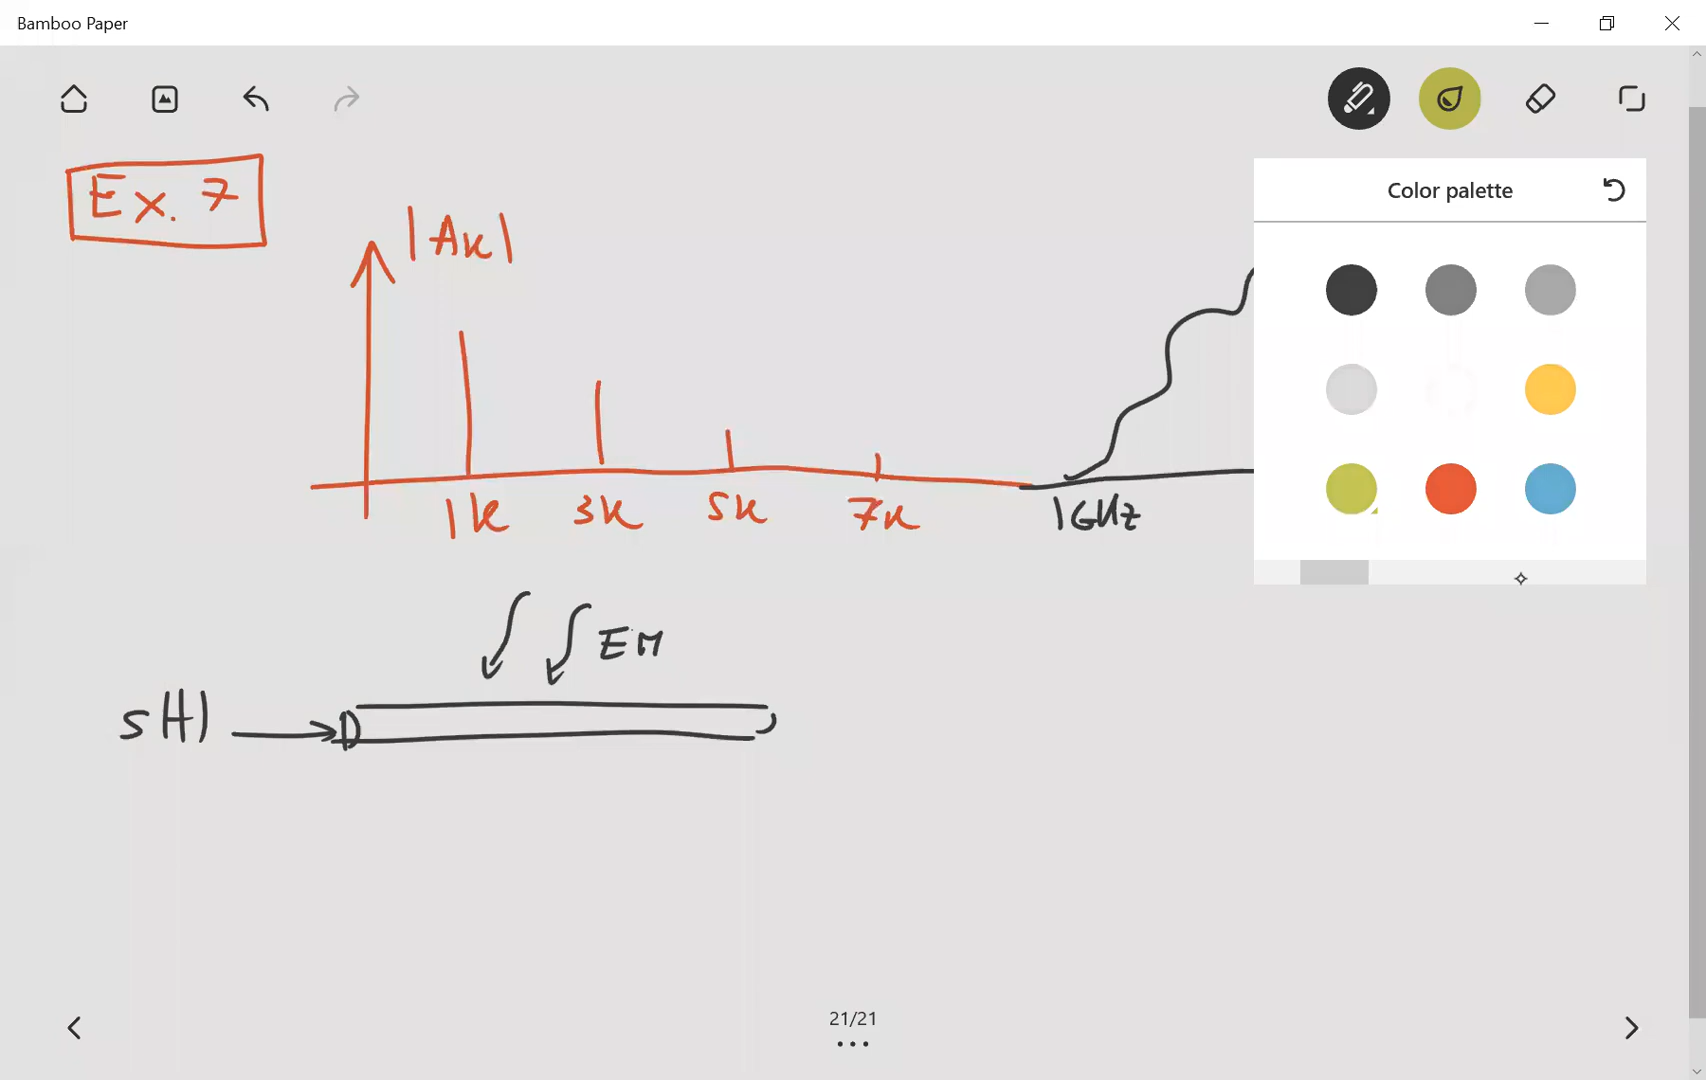 Bamboo Paper
Ex. 7
|Ak|
Color palette
1k 3k 5k 7k 1GHz
EM
S(t)
21/21